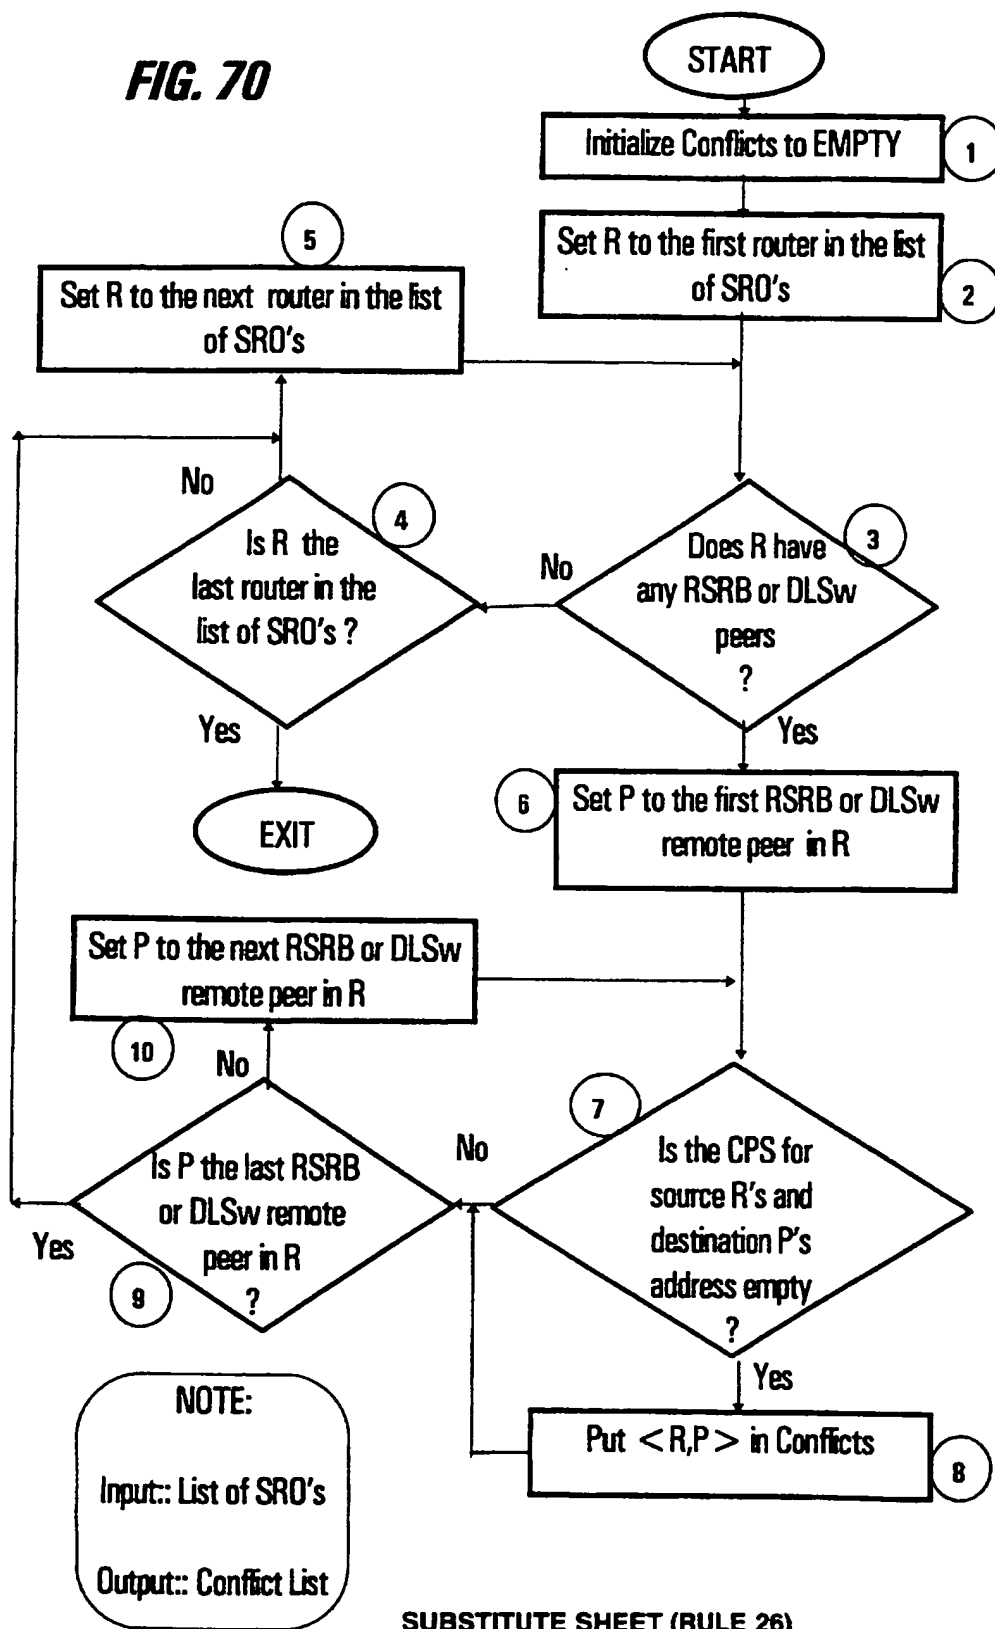 FIG. 70
START
Initialize Conflicts to EMPTY
1
Set R to the first router in the list
of SRO's
2
5
Set R to the next router in the list
of SRO's
No
4
Is R the
last router in the
list of SRO's ?
Yes
EXIT
No
3
Does R have
any RSRB or DLSw
peers
?
Yes
6
Set P to the first RSRB or DLSw
remote peer in R
Set P to the next RSRB or DLSw
remote peer in R
10
No
Is P the last RSRB
or DLSw remote
peer in R
?
Yes
9
7
No
Is the CPS for
source R's and
destination P's
address empty
?
Yes
Put <R,P> in Conflicts
8
NOTE:
Input:: List of SRO's
Output:: Conflict List
SUBSTITUTE SHEET (RULE 26)